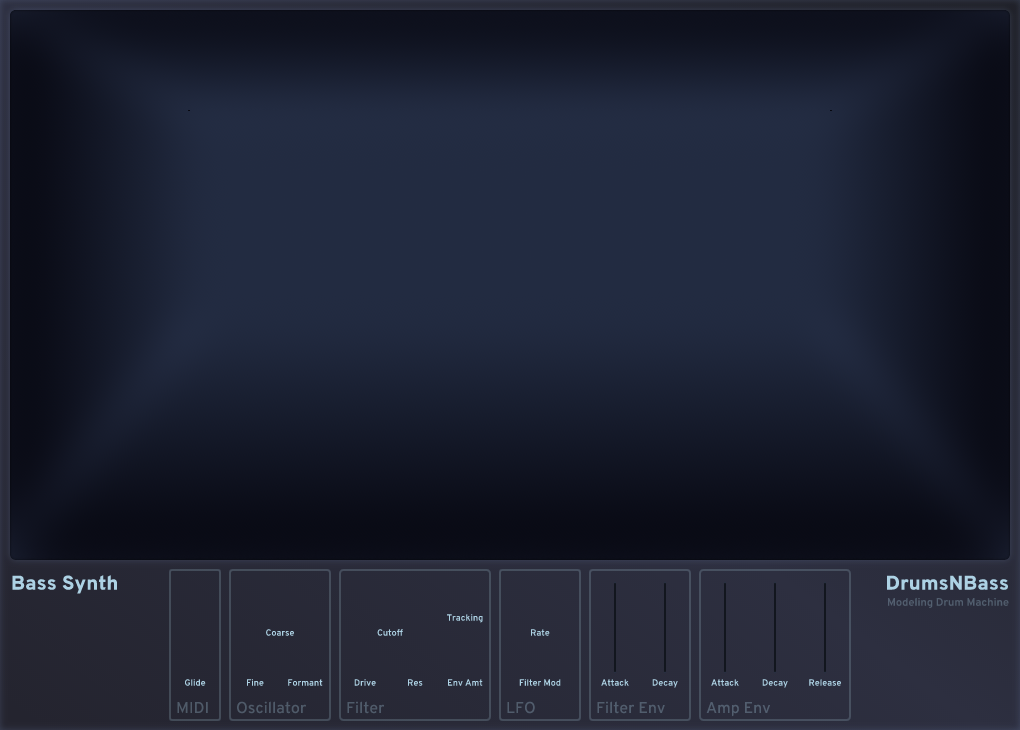 Bass Synth
DrumsNBass
Modeling Drum Machine
Tracking
Coarse
Cutoff
Rate
Glide
Fine
Formant
Drive
Res
Env Amt
Filter Mod
Attack
Decay
Attack
Decay
Release
MIDI
Oscillator
Filter
LFO
Filter Env
Amp Env